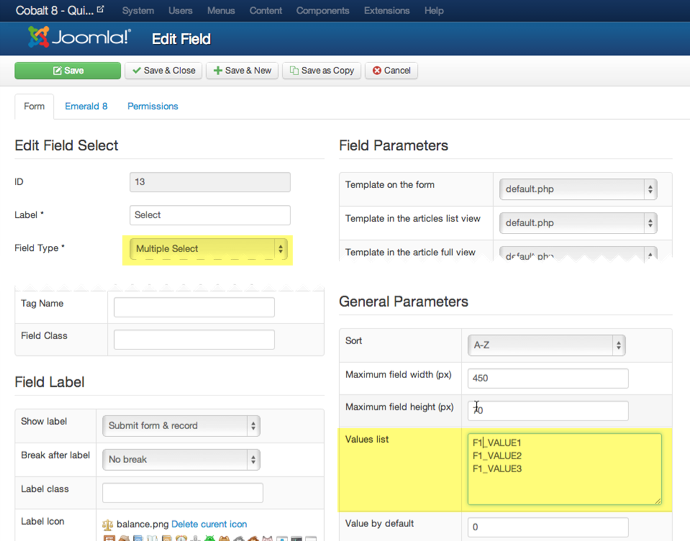 Cobalt 8 - Qui... System Users Menus Content Components Extensions Help
Joomla!® Edit Field
Save Save & Close Save & New Save as Copy Cancel
Form Emerald 8 Permissions
Edit Field Select
ID 13
Label * Select
Field Type * Multiple Select
Tag Name
Field Class
Field Label
Show label Submit form & record
Break after label No break
Label class
Label Icon balance.png Delete curent icon
Field Parameters
Template on the form default.php
Template in the articles list view default.php
Template in the article full view default.php
General Parameters
Sort A-Z
Maximum field width (px) 450
Maximum field height (px) 70
Values list F1_VALUE1
F1_VALUE2
F1_VALUE3
Value by default 0